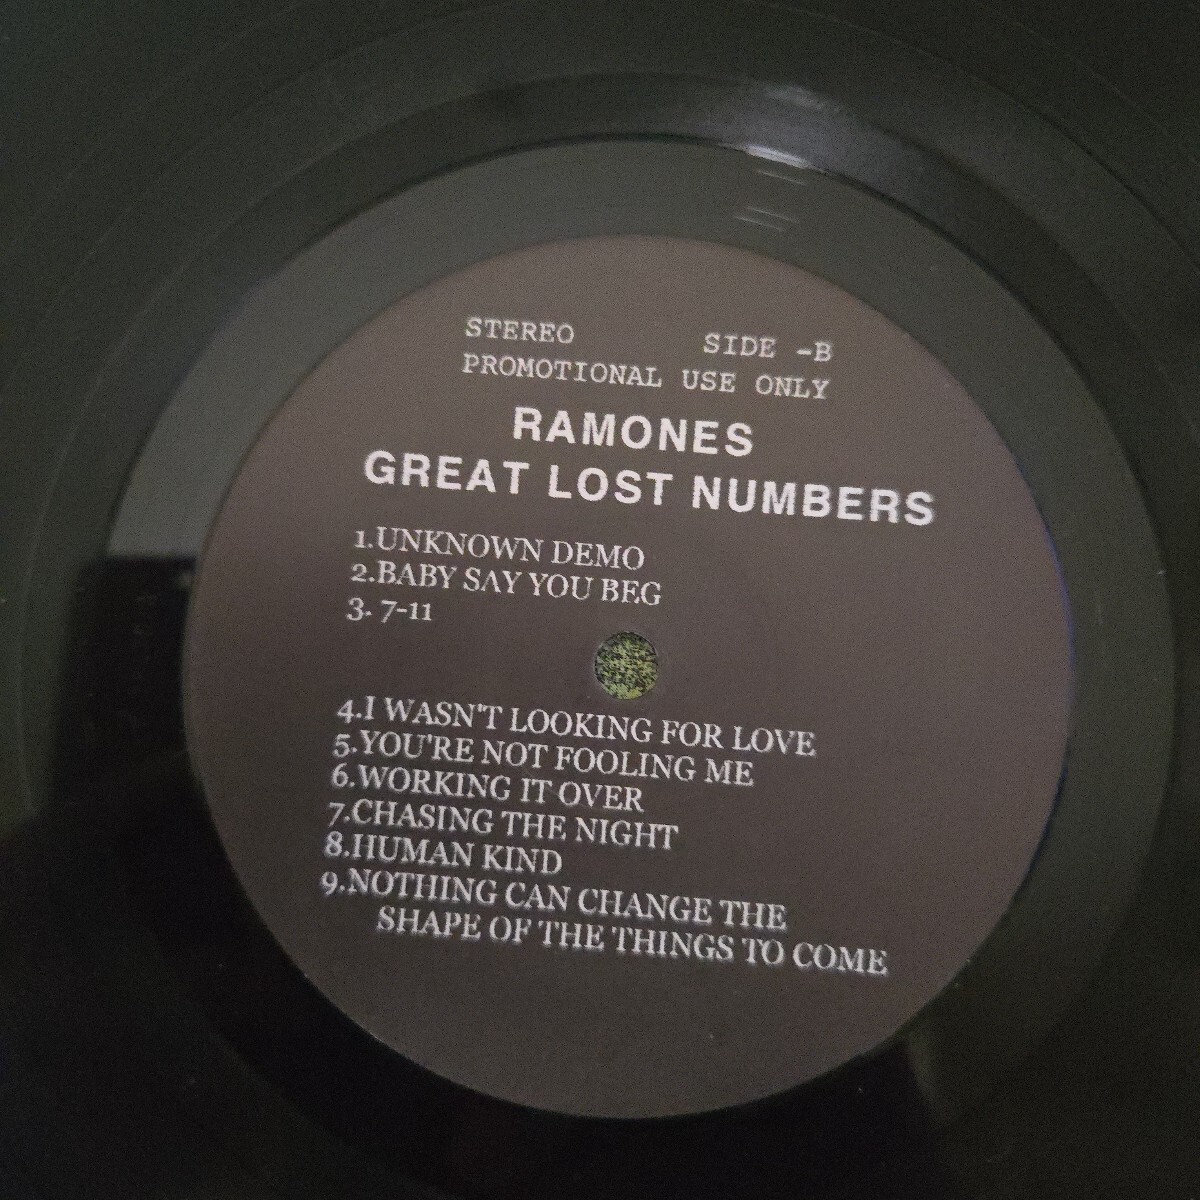 STEREO SIDE -B
PROMOTIONAL USE ONLY
RAMONES
GREAT LOST NUMBERS
1.UNKNOWN DEMO
2.BABY SAY YOU BEG
3. 7-11
4.I WASN'T LOOKING FOR LOVE
5.YOU'RE NOT FOOLING ME
6.WORKING IT OVER
7.CHASING THE NIGHT
8.HUMAN KIND
9.NOTHING CAN CHANGE THE
SHAPE OF THE THINGS TO COME